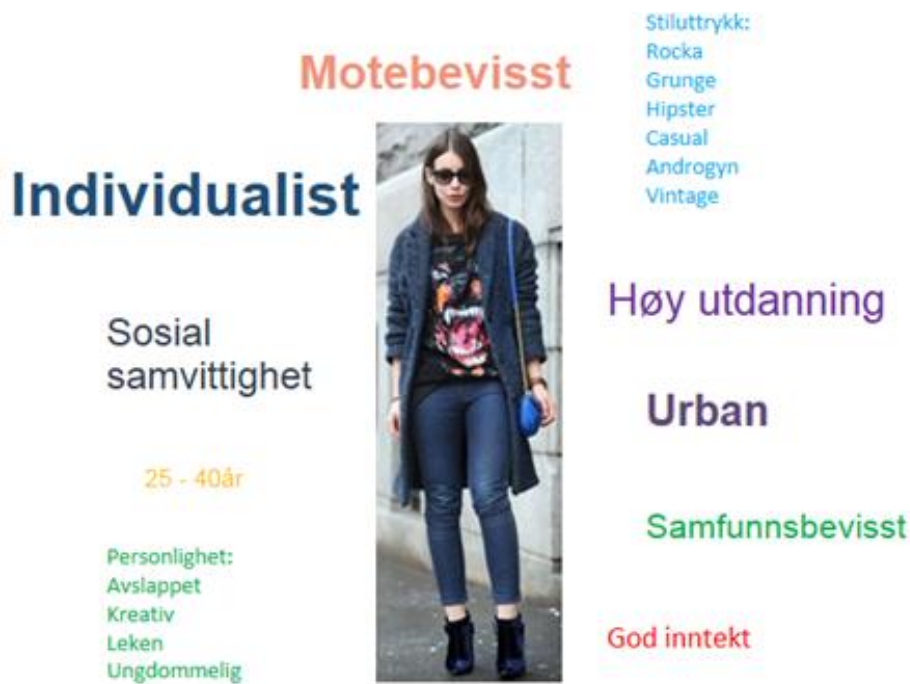 Stiluttrykk:
Rocka
Grunge
Hipster
Casual
Androgyn
Vintage
Motebevisst
Individualist
Høy utdanning
Sosial
samvittighet
Urban
25 - 40år
Samfunnsbevisst
Personlighet:
Avslappet
Kreativ
Leken
Ungdommelig
God inntekt